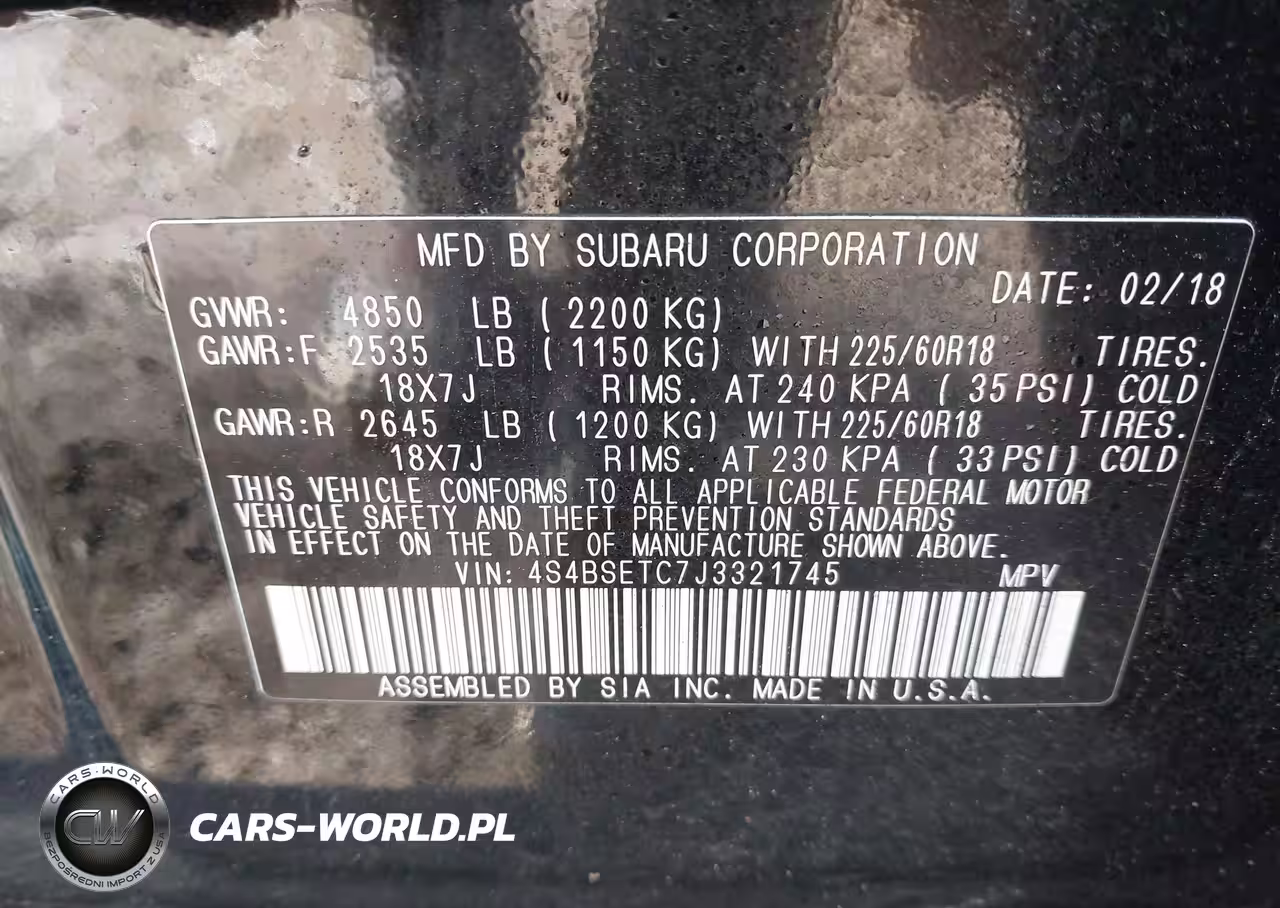 MFD BY SUBARU CORPORATION
DATE: 02/18
GVWR: 4850 LB (2200 KG)
GAWR:F 2535 LB (1150 KG) WITH 225/60R18 TIRES.
18X7J RIMS. AT 240 KPA (35 PSI) COLD
GAWR:R 2645 LB (1200 KG) WITH 225/60R18 TIRES.
18X7J RIMS. AT 230 KPA (33 PSI) COLD
THIS VEHICLE CONFORMS TO ALL APPLICABLE FEDERAL MOTOR
VEHICLE SAFETY AND THEFT PREVENTION STANDARDS
IN EFFECT ON THE DATE OF MANUFACTURE SHOWN ABOVE.
VIN: 4S4BSETC7J3321745 MPV
ASSEMBLED BY SIA INC. MADE IN U.S.A.
CARS-WORLD
CW
BEZPOŚREDNI IMPORT Z USA
CARS-WORLD.PL